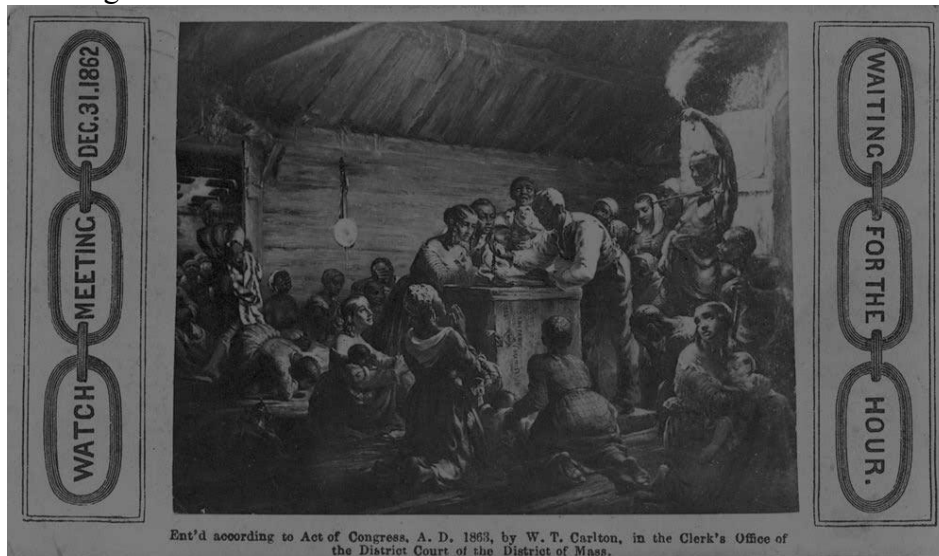 WATCH MEETING DEC.31.1862
WAITING FOR THE HOUR.
Ent'd according to Act of Congress, A. D. 1863, by W. T. Carlton, in the Clerk's Office of
the District Court of the District of Mass.